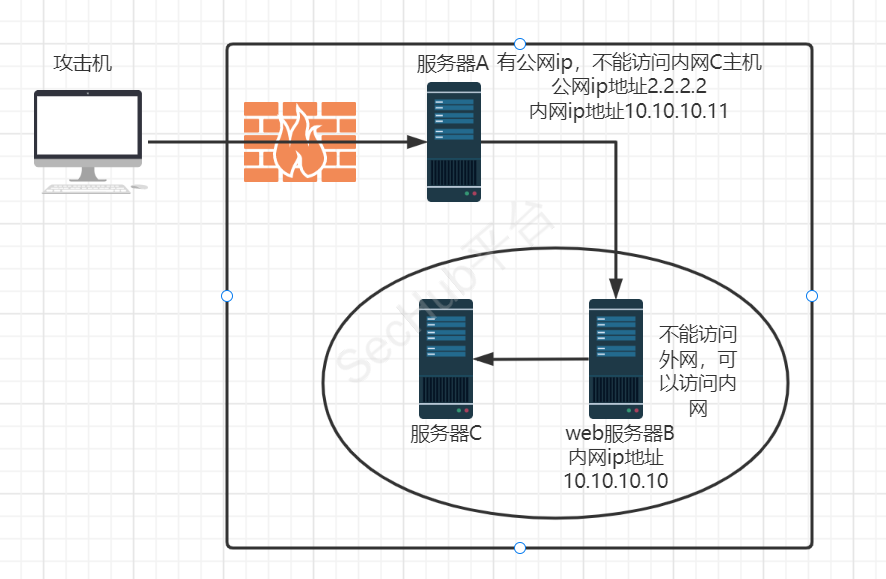 攻击机
服务器A 有公网ip，不能访问内网C主机
公网ip地址2.2.2.2
内网ip地址10.10.10.11
SecHub平台
不能访问
外网，可
以访问内
网
服务器C
web服务器B
内网ip地址
10.10.10.10